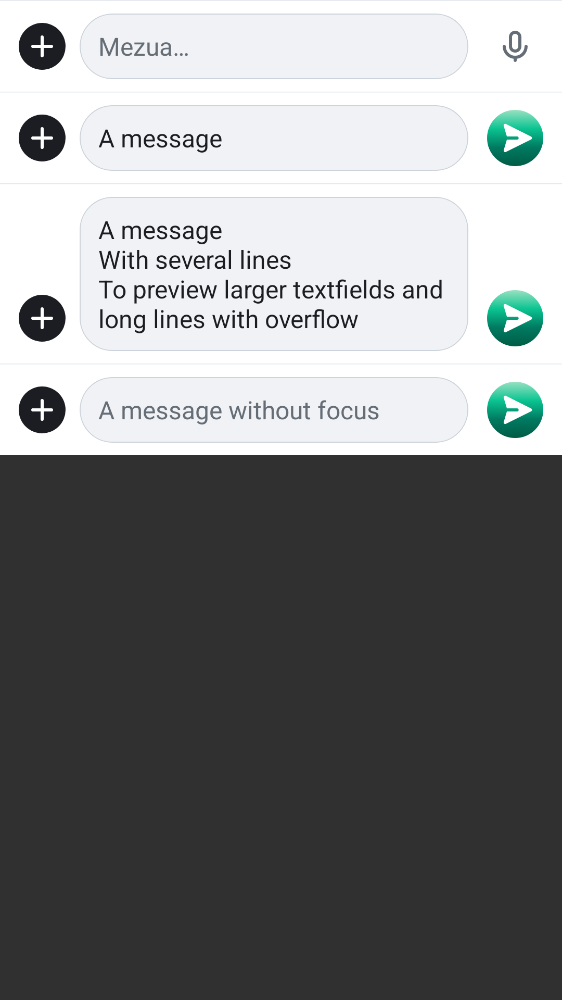 Mezua…
A message
A message
With several lines
To preview larger textfields and
long lines with overflow
A message without focus